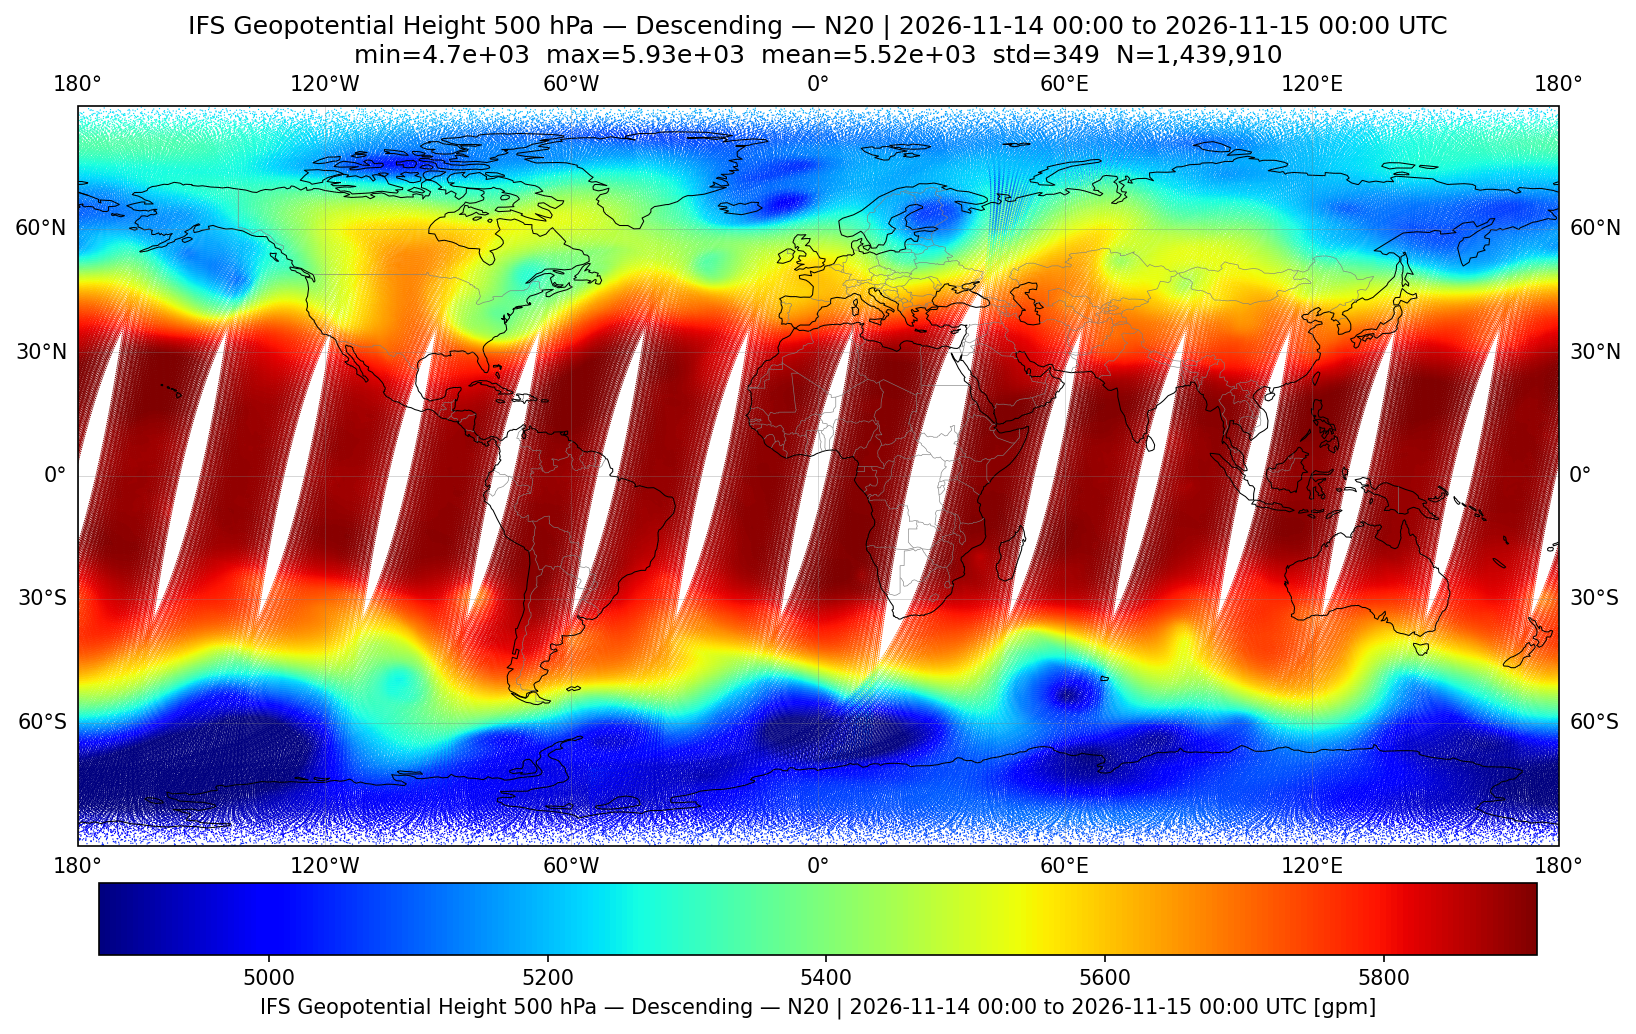 IFS Geopotential Height 500 hPa — Descending — N20 | 2026-11-14 00:00 to 2026-11-15 00:00 UTC
min=4.7e+03  max=5.93e+03  mean=5.52e+03  std=349  N=1,439,910
180° 120°W 60°W 0° 60°E 120°E 180°
60°N 60°N
30°N 30°N
0° 0°
30°S 30°S
60°S 60°S
180° 120°W 60°W 0° 60°E 120°E 180°
5000 5200 5400 5600 5800
IFS Geopotential Height 500 hPa — Descending — N20 | 2026-11-14 00:00 to 2026-11-15 00:00 UTC [gpm]